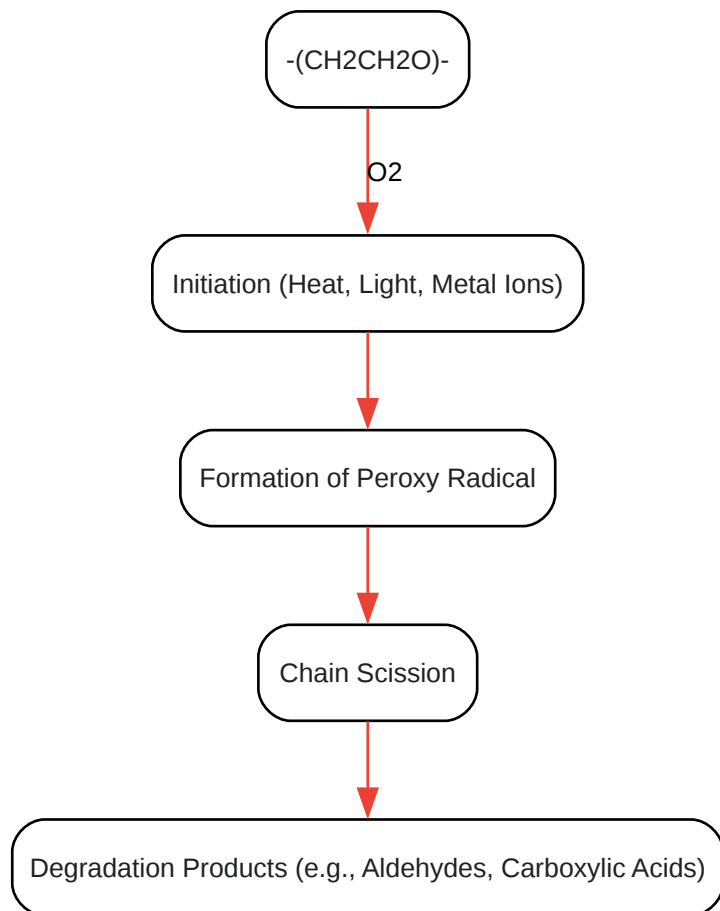 -(CH2CH2O)-
O2
Initiation (Heat, Light, Metal Ions)
Formation of Peroxy Radical
Chain Scission
Degradation Products (e.g., Aldehydes, Carboxylic Acids)